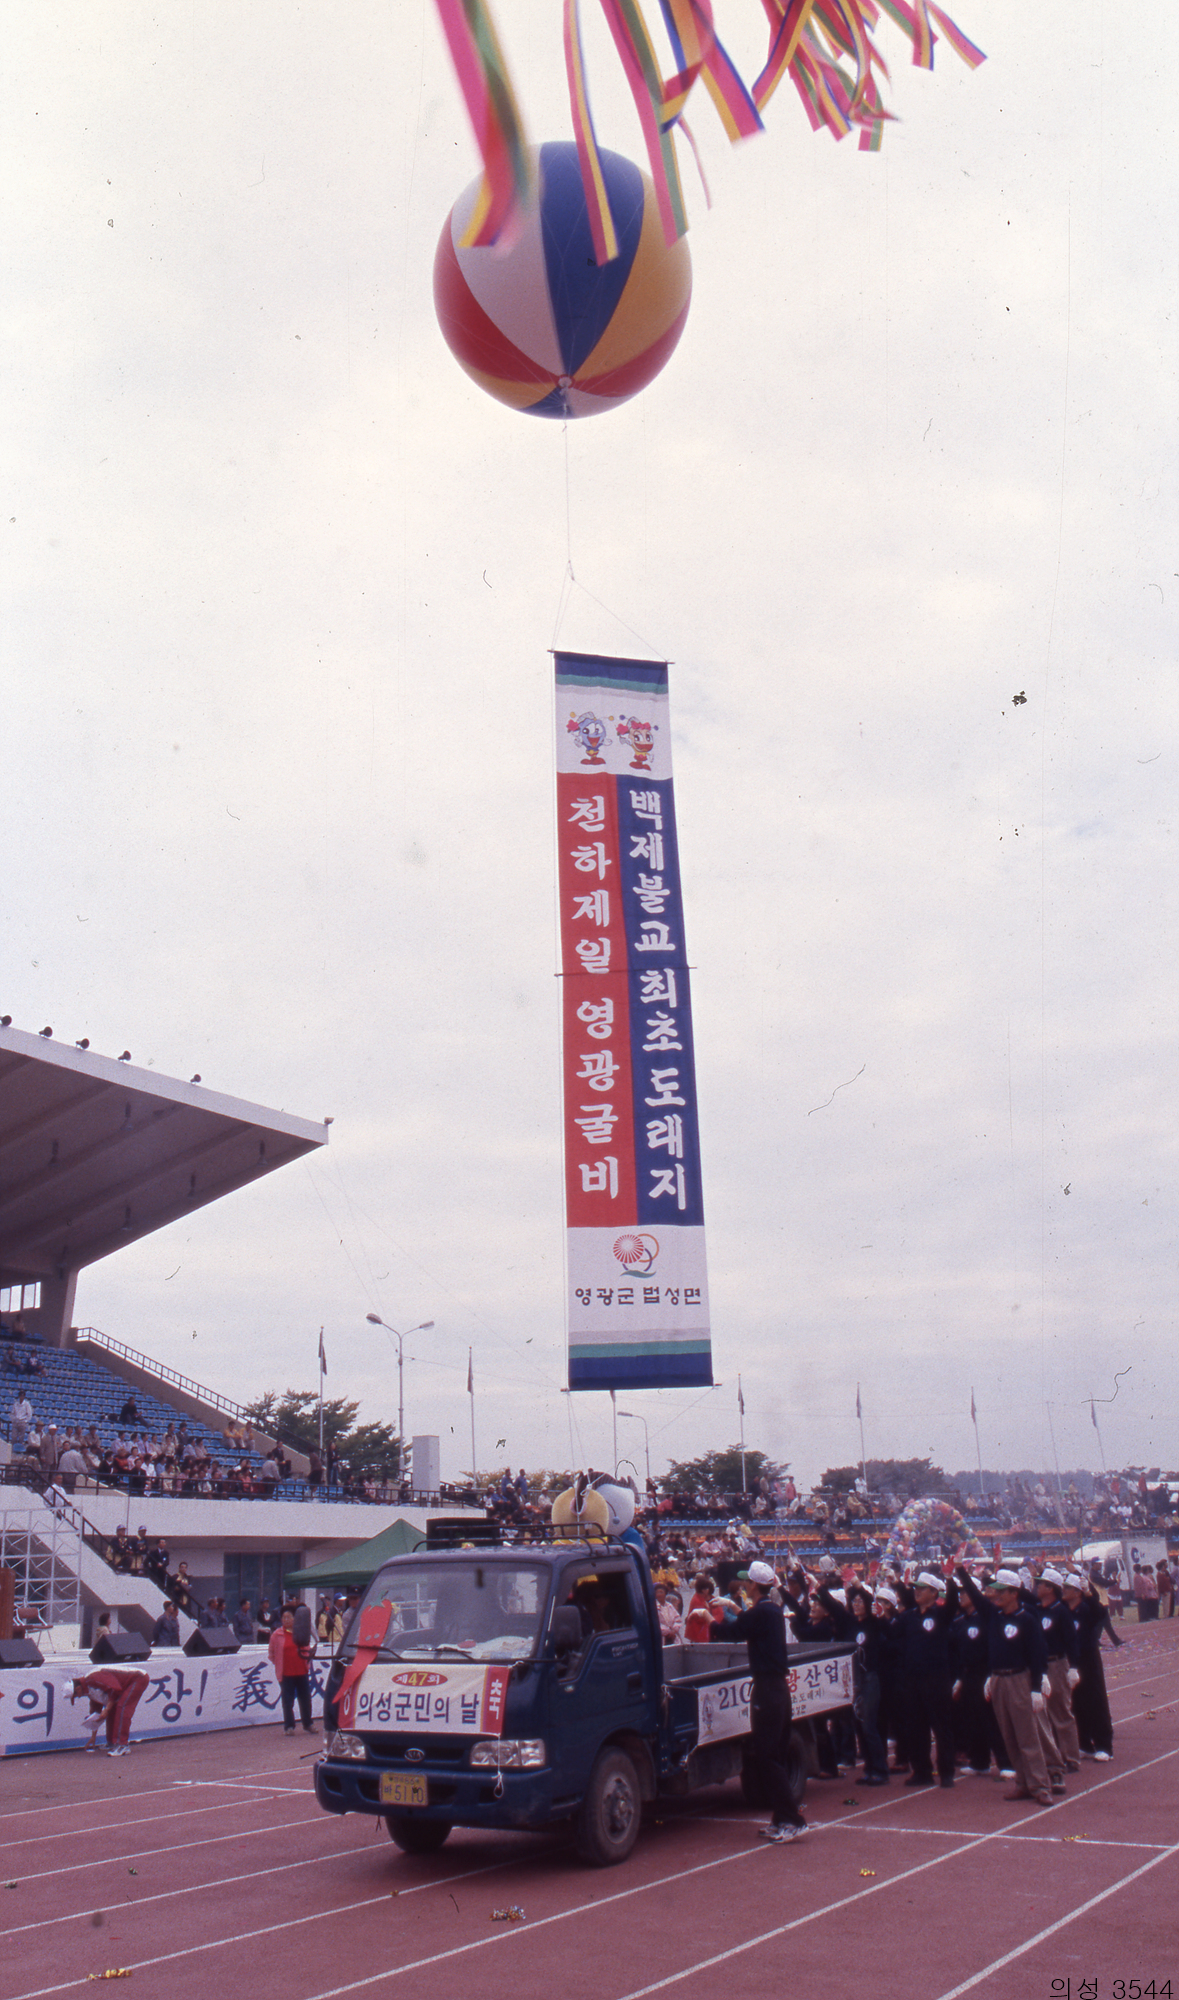 백제불교 최초 도래지
천하제일 영광굴비
영광군 법성면
제47회
의성군민의 날
축
산업
장! 義
5110
KIA
의성 3544